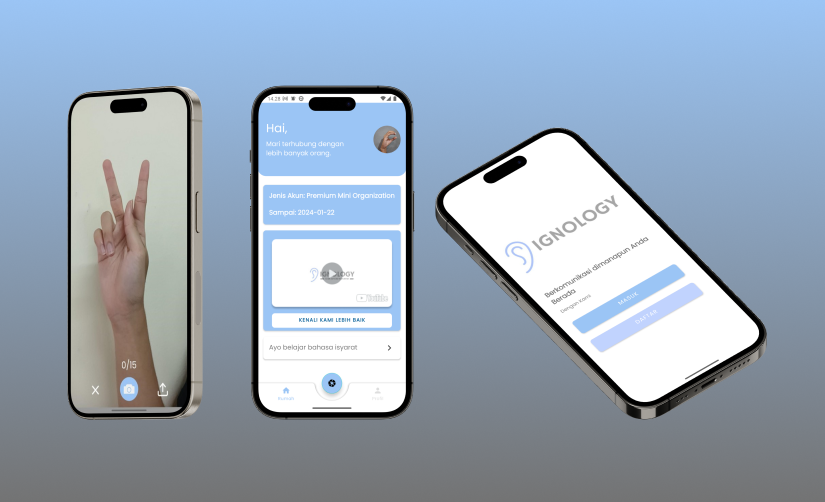 0/15
X
14.28
Hai,
Mari terhubung dengan
lebih banyak orang.
Jenis Akun: Premium Mini Organization
Sampai: 2024-01-22
IGNOLOGY
YouTube
KENALI KAMI LEBIH BAIK
Ayo belajar bahasa isyarat
Beranda
Profil
IGNOLOGY
Berkomunikasi dimanapun Anda
Berada
Dengan Kami
MASUK
DAFTAR